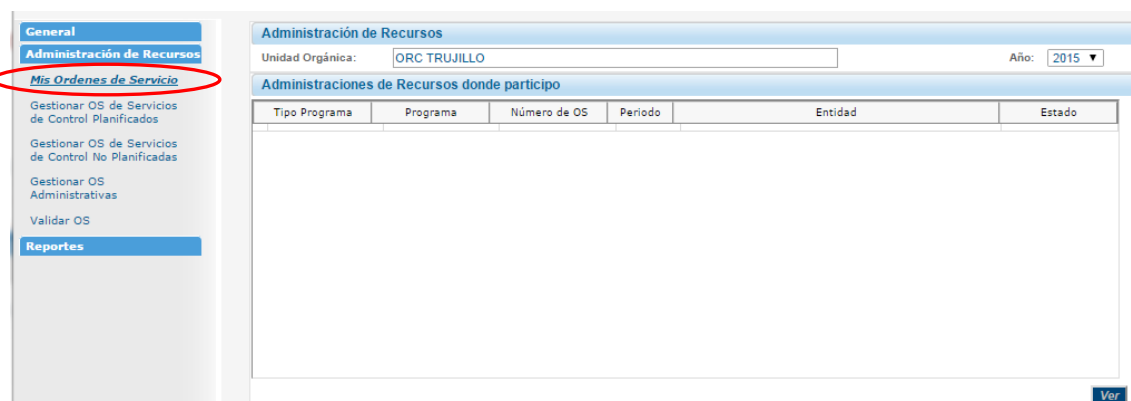 General
Administración de Recursos
Mis Ordenes de Servicio
Gestionar OS de Servicios
de Control Planificados
Gestionar OS de Servicios
de Control No Planificadas
Gestionar OS
Administrativas
Validar OS
Reportes
Administración de Recursos
Unidad Orgánica: ORC TRUJILLO Año: 2015
Administraciones de Recursos donde participo
Tipo Programa Programa Número de OS Periodo Entidad Estado
Ver